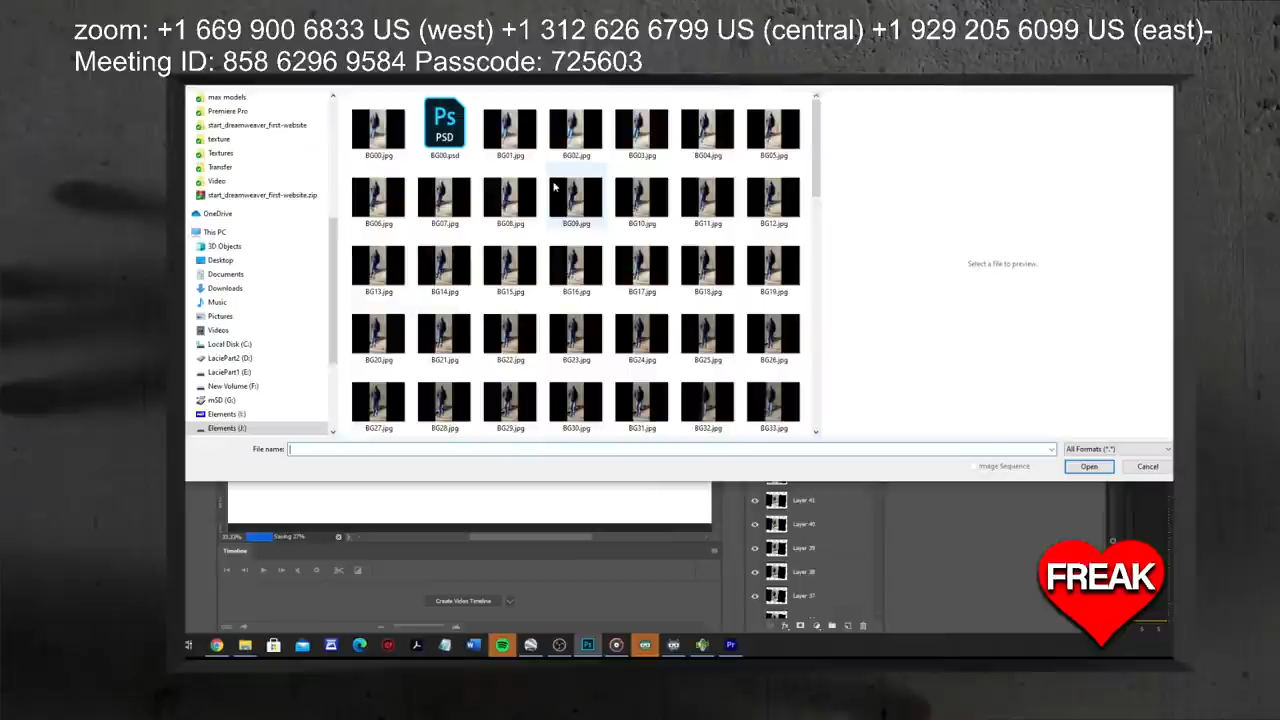 zoom: +1 669 900 6833 US (west) +1 312 626 6799 US (central) +1 929 205 6099 US (east)-
Meeting ID: 858 6296 9584 Passcode: 725603
max models
Premiere Pro
start_dreamweaver_first-website
texture
Textures
Transfer
Video
start_dreamweaver_first-website.zip
OneDrive
This PC
3D Objects
Desktop
Documents
Downloads
Music
Pictures
Videos
Local Disk (C:)
LaciePart2 (D:)
LaciePart1 (E:)
New Volume (F:)
mSD (G:)
Elements (I:)
Elements (J:)
Ps
PSD
BG00.jpg BG00.psd BG01.jpg BG02.jpg BG03.jpg BG04.jpg BG05.jpg
BG06.jpg BG07.jpg BG08.jpg BG09.jpg BG10.jpg BG11.jpg BG12.jpg
BG13.jpg BG14.jpg BG15.jpg BG16.jpg BG17.jpg BG18.jpg BG19.jpg
BG20.jpg BG21.jpg BG22.jpg BG23.jpg BG24.jpg BG25.jpg BG26.jpg
BG27.jpg BG28.jpg BG29.jpg BG30.jpg BG31.jpg BG32.jpg BG33.jpg
Select a file to preview.
File name:
All Formats (*.*)
Image Sequence
Open Cancel
33.33% Saving 27%
Timeline
Create Video Timeline
Layer 41
Layer 40
Layer 39
Layer 38
Layer 37
FREAK
Ps
Pr